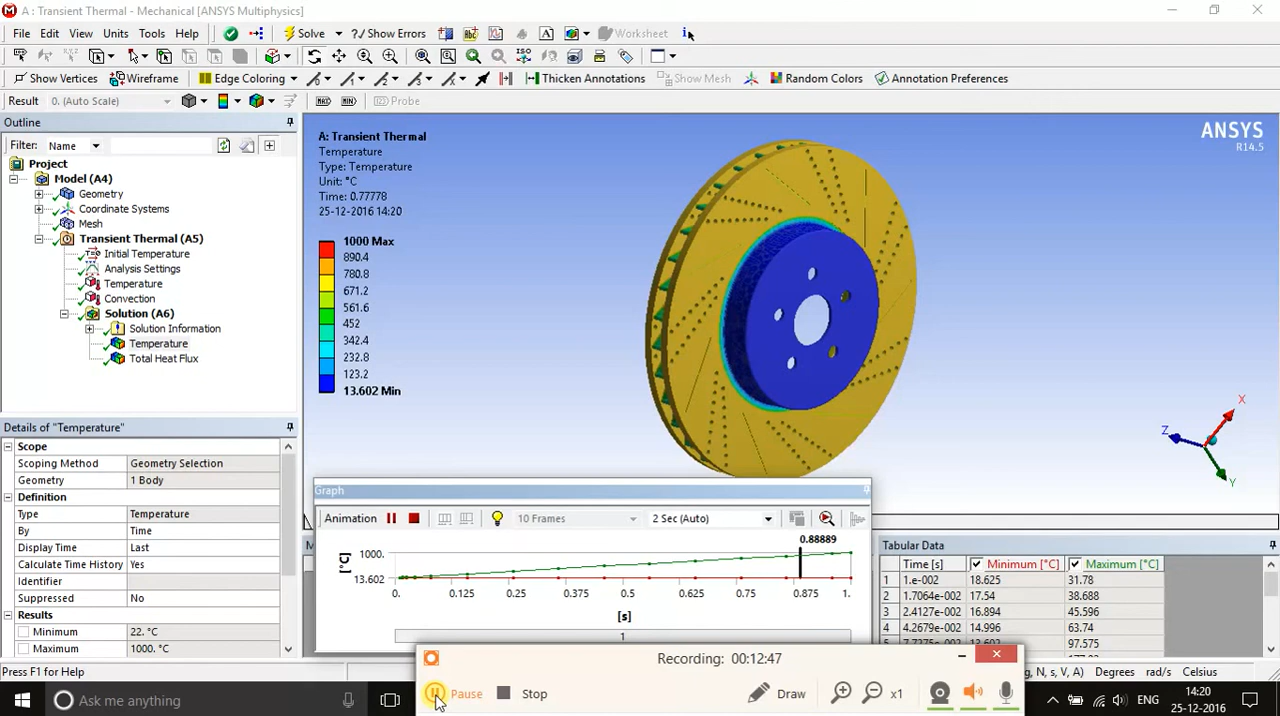 A : Transient Thermal - Mechanical [ANSYS Multiphysics]
File Edit View Units Tools Help Solve Show Errors Worksheet
Show Vertices Wireframe Edge Coloring Thicken Annotations Show Mesh Random Colors Annotation Preferences
Result 0. (Auto Scale) MAX MIN Probe
Outline
Filter: Name
Project
Model (A4)
Geometry
Coordinate Systems
Mesh
Transient Thermal (A5)
Initial Temperature
Analysis Settings
Temperature
Convection
Solution (A6)
Solution Information
Temperature
Total Heat Flux
Details of "Temperature"
Scope
Scoping Method Geometry Selection
Geometry 1 Body
Definition
Type Temperature
By Time
Display Time Last
Calculate Time History Yes
Identifier
Suppressed No
Results
Minimum 22. °C
Maximum 1000. °C
Press F1 for Help
A: Transient Thermal
Temperature
Type: Temperature
Unit: °C
Time: 0.77778
25-12-2016 14:20
1000 Max
890.4
780.8
671.2
561.6
452
342.4
232.8
123.2
13.602 Min
ANSYS
R14.5
X
Z
Y
Graph
Animation 10 Frames 2 Sec (Auto)
0.88889
1000.
[°C]
13.602
0. 0.125 0.25 0.375 0.5 0.625 0.75 0.875 1.
[s]
1
Tabular Data
Time [s] Minimum [°C] Maximum [°C]
1 1.e-002 18.625 31.78
2 1.7064e-002 17.54 38.688
3 2.4127e-002 16.894 45.596
4 4.2679e-002 14.996 63.74
97.575
N, s, V, A) Degrees rad/s Celsius
Recording: 00:12:47
Pause Stop Draw x1
Ask me anything
ENG
14:20
25-12-2016